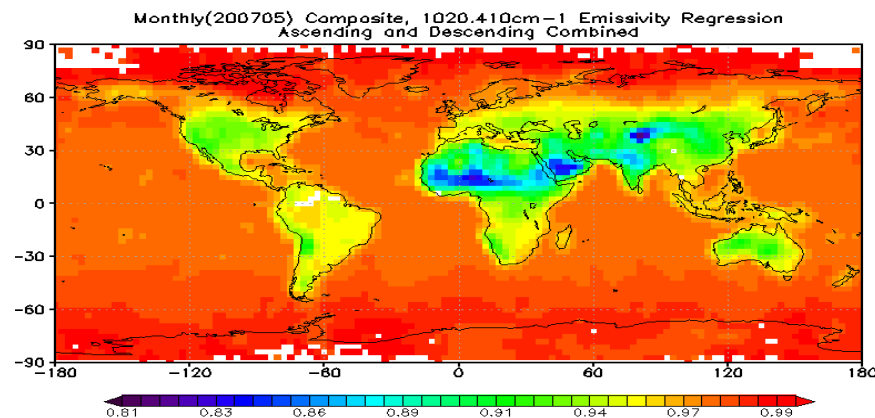 Monthly(200705) Composite, 1020.410cm-1 Emissivity Regression
Ascending and Descending Combined
90
60
30
0
-30
-60
-90
-180 -120 -60 0 60 120 180
0.81 0.83 0.86 0.89 0.91 0.94 0.97 0.99